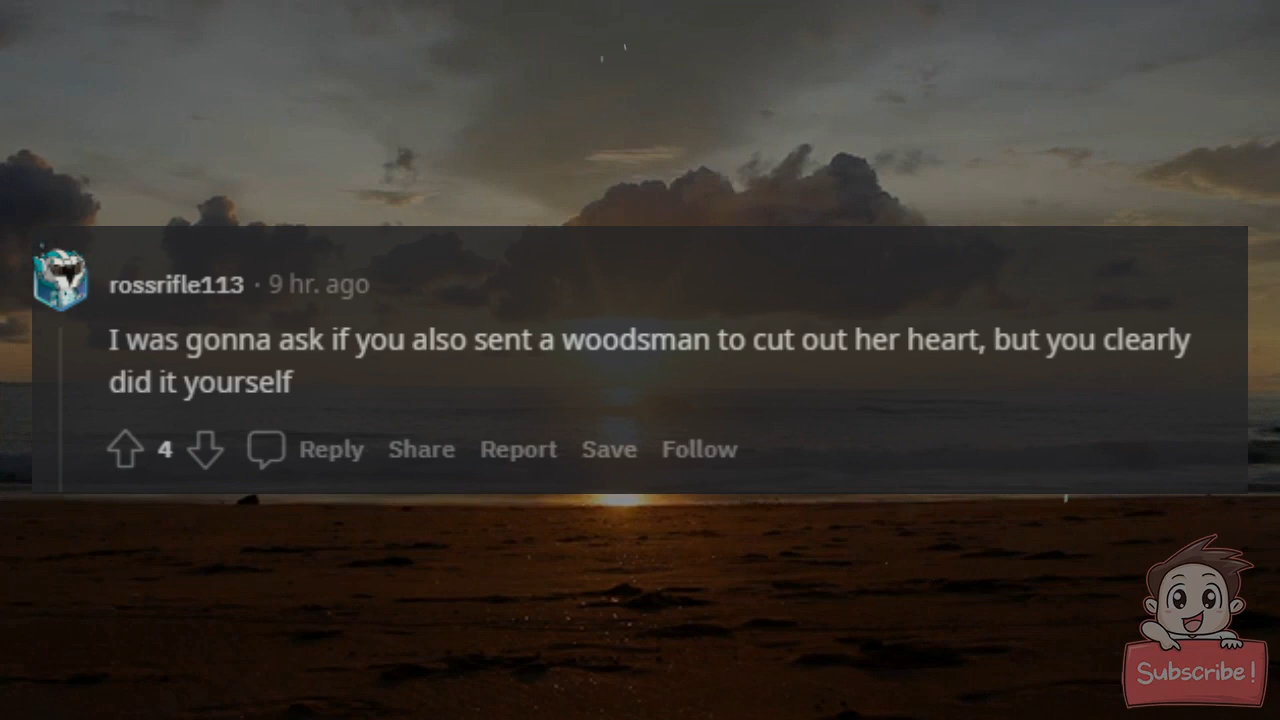 rossrifle113 · 9 hr. ago
I was gonna ask if you also sent a woodsman to cut out her heart, but you clearly
did it yourself
4 Reply Share Report Save Follow
Subscribe!